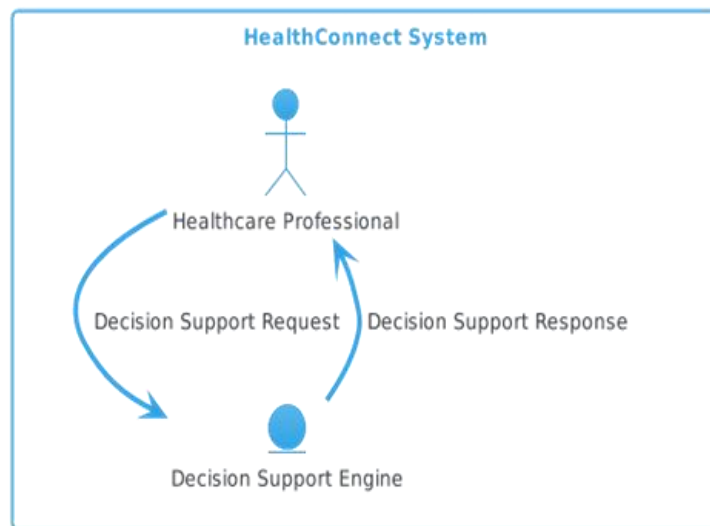 HealthConnect System
Healthcare Professional
Decision Support Request
Decision Support Response
Decision Support Engine